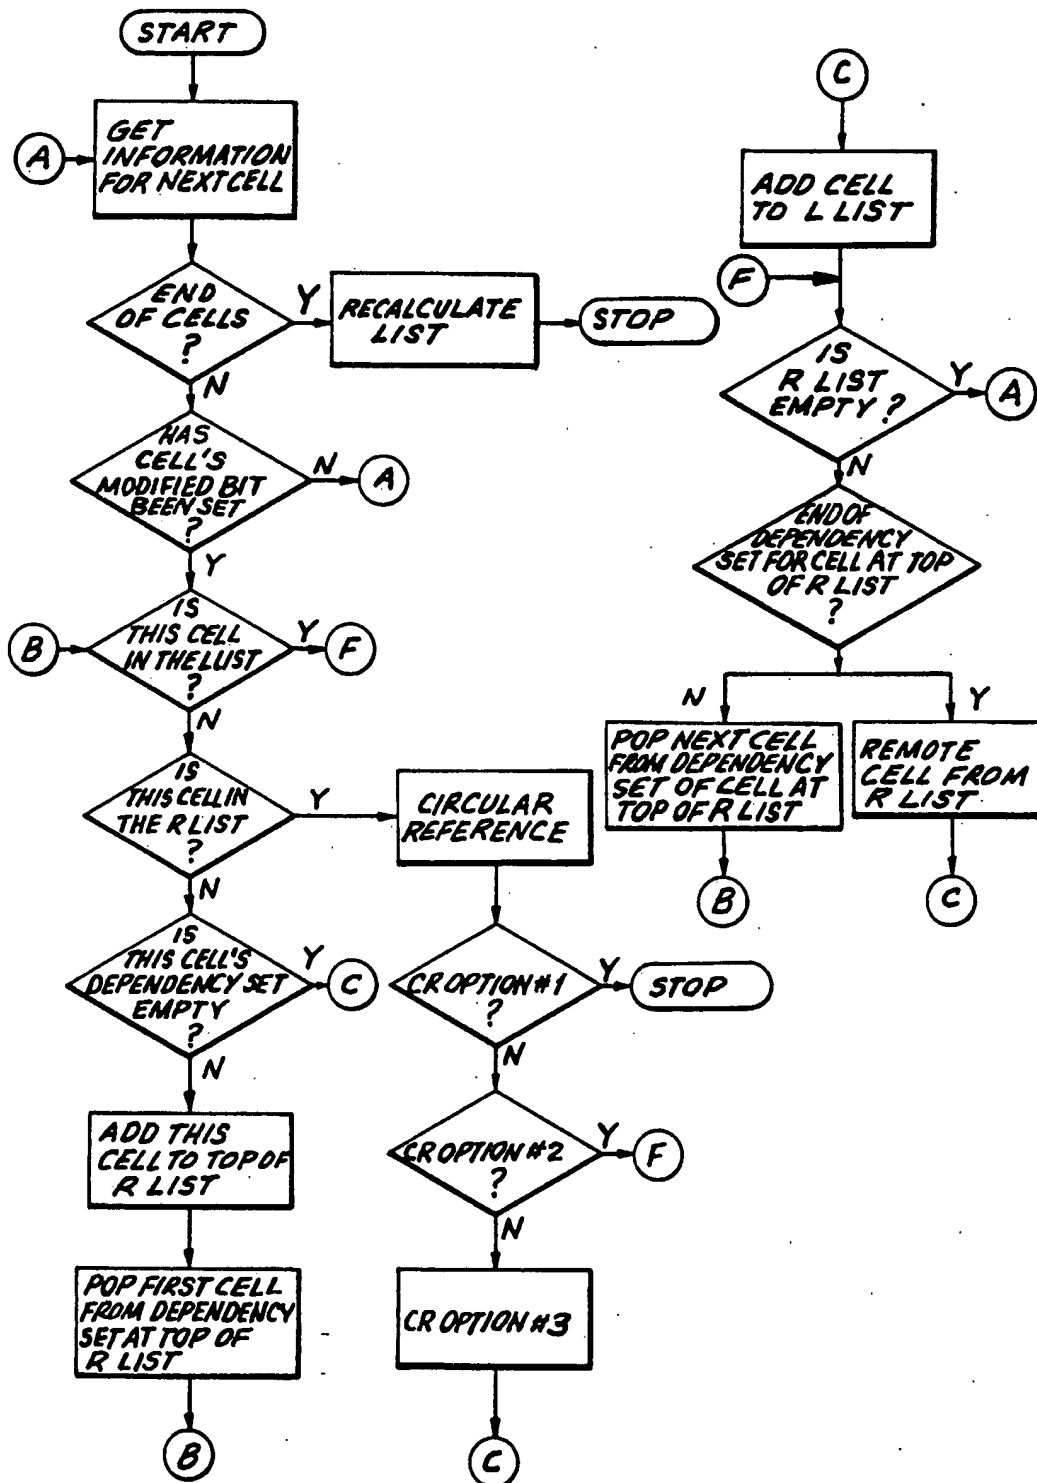 START
A
GET
INFORMATION
FOR NEXT CELL
END
OF CELLS
?
Y
RECALCULATE
LIST
STOP
N
HAS
CELL'S
MODIFIED BIT
BEEN SET
?
N
A
Y
B
IS
THIS CELL
IN THE L LIST
?
Y
F
N
IS
THIS CELL IN
THE R LIST
?
Y
CIRCULAR
REFERENCE
N
IS
THIS CELL'S
DEPENDENCY SET
EMPTY
?
Y
C
N
ADD THIS
CELL TO TOP OF
R LIST
POP FIRST CELL
FROM DEPENDENCY
SET AT TOP OF
R LIST
B
CR OPTION #1
?
Y
STOP
N
CR OPTION #2
?
Y
F
N
CR OPTION #3
C
C
ADD CELL
TO L LIST
F
IS
R LIST
EMPTY ?
Y
A
N
END OF
DEPENDENCY
SET FOR CELL AT TOP
OF R LIST
?
N
Y
POP NEXT CELL
FROM DEPENDENCY
SET OF CELL AT
TOP OF R LIST
B
REMOTE
CELL FROM
R LIST
C